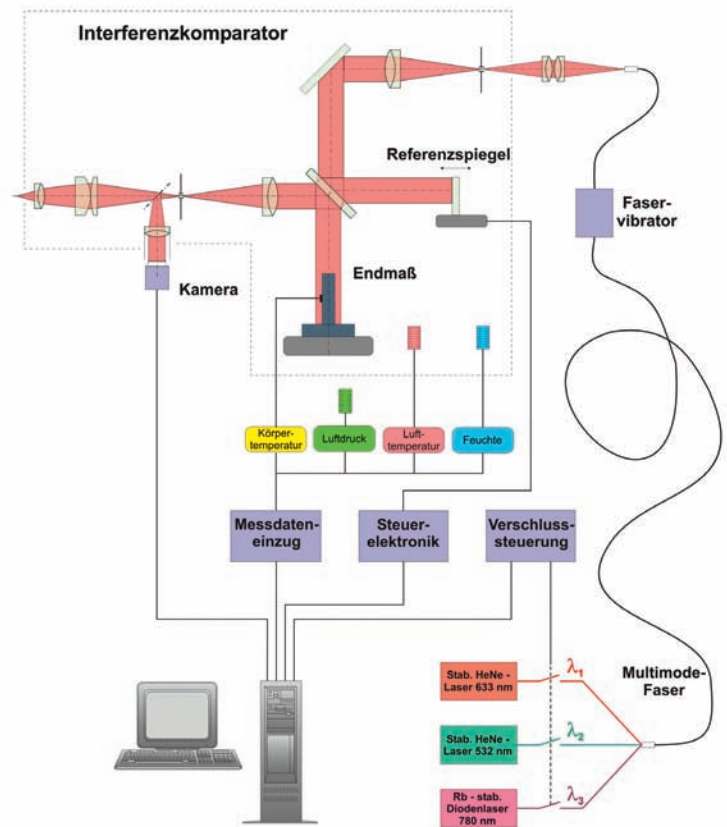 Interferenzkomparator
Referenzspiegel
Faser-
vibrator
Endmaß
Kamera
Körper-
temperatur
Luftdruck
Luft-
temperatur
Feuchte
Messdaten-
einzug
Steuer-
elektronik
Verschluss-
steuerung
Stab. HeNe -
Laser 633 nm
λ1
Multimode-
Faser
Stab. HeNe -
Laser 532 nm
λ2
Rb - stab.
Diodenlaser
780 nm
λ3